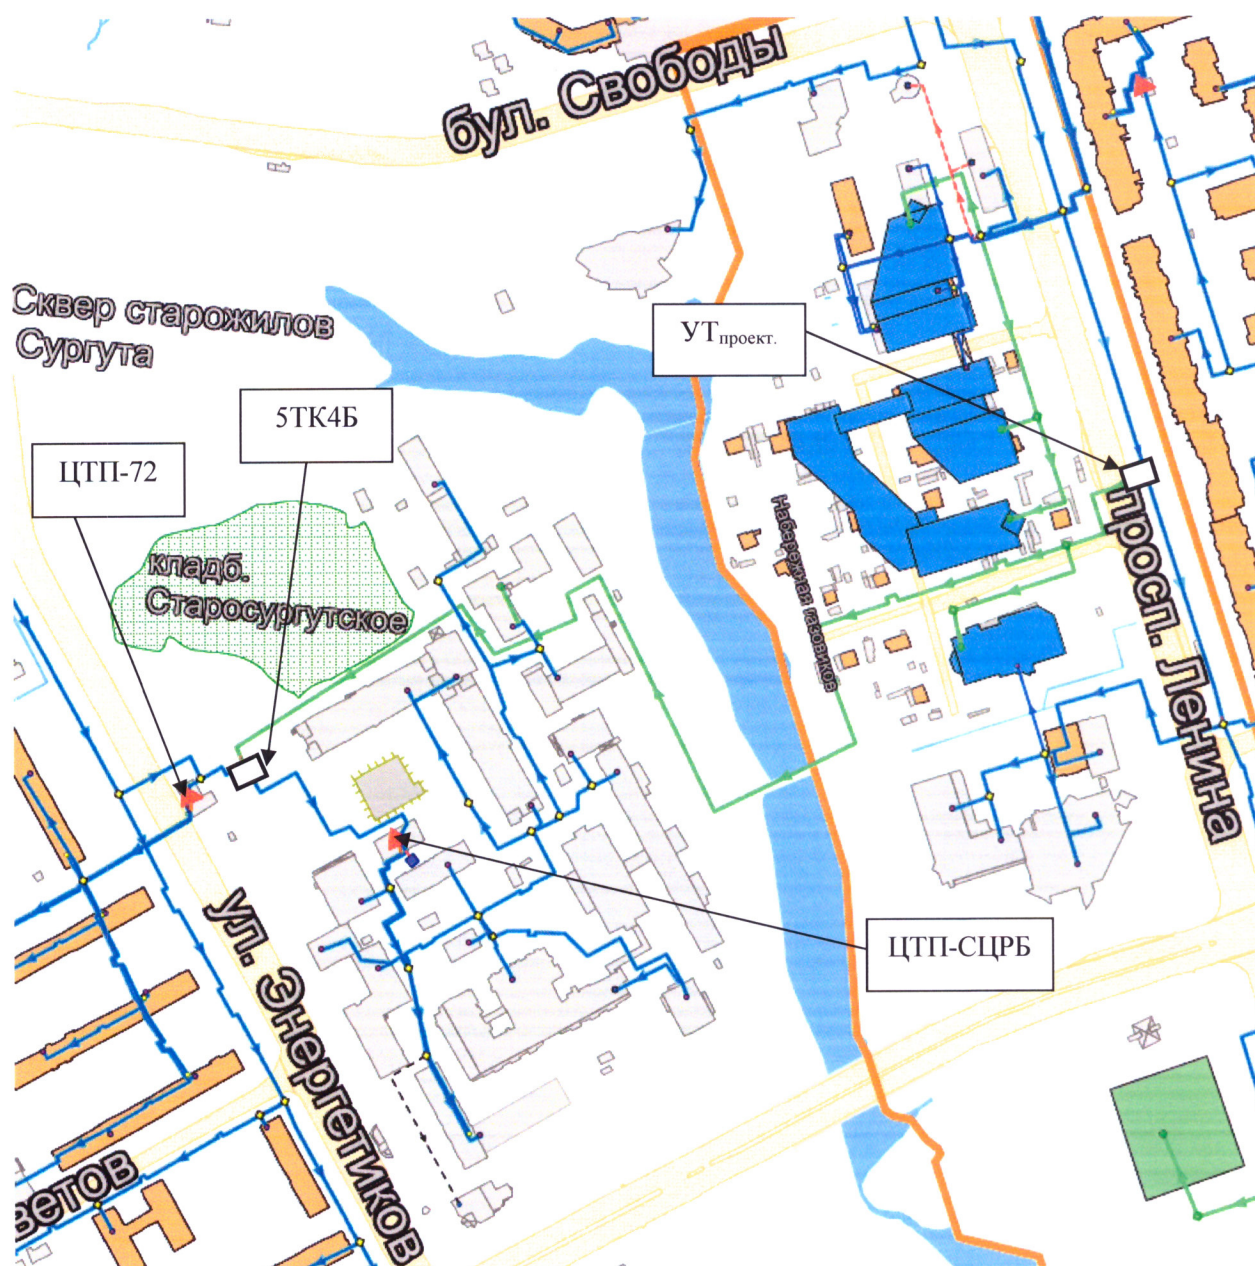 бул. Свободы
Сквер старожилов
Сургута
УТпроект.
5ТК4Б
ЦТП-72
кладб.
Старосургутское
Набережная газовиков
просп. Ленина
ЦТП-СЦРБ
ул. Энергетиков
ветов